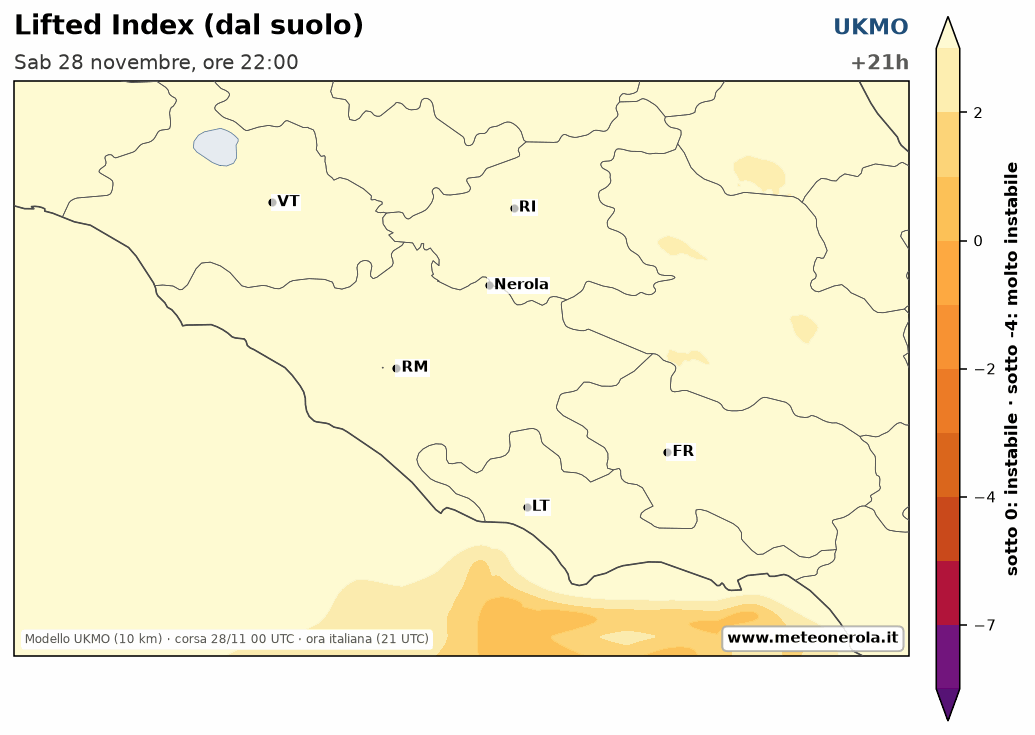 Lifted Index (dal suolo)
UKMO
Sab 28 novembre, ore 22:00
+21h
VT
RI
Nerola
RM
FR
LT
Modello UKMO (10 km) · corsa 28/11 00 UTC · ora italiana (21 UTC)
www.meteonerola.it
2
0
−2
−4
−7
sotto 0: instabile · sotto -4: molto instabile